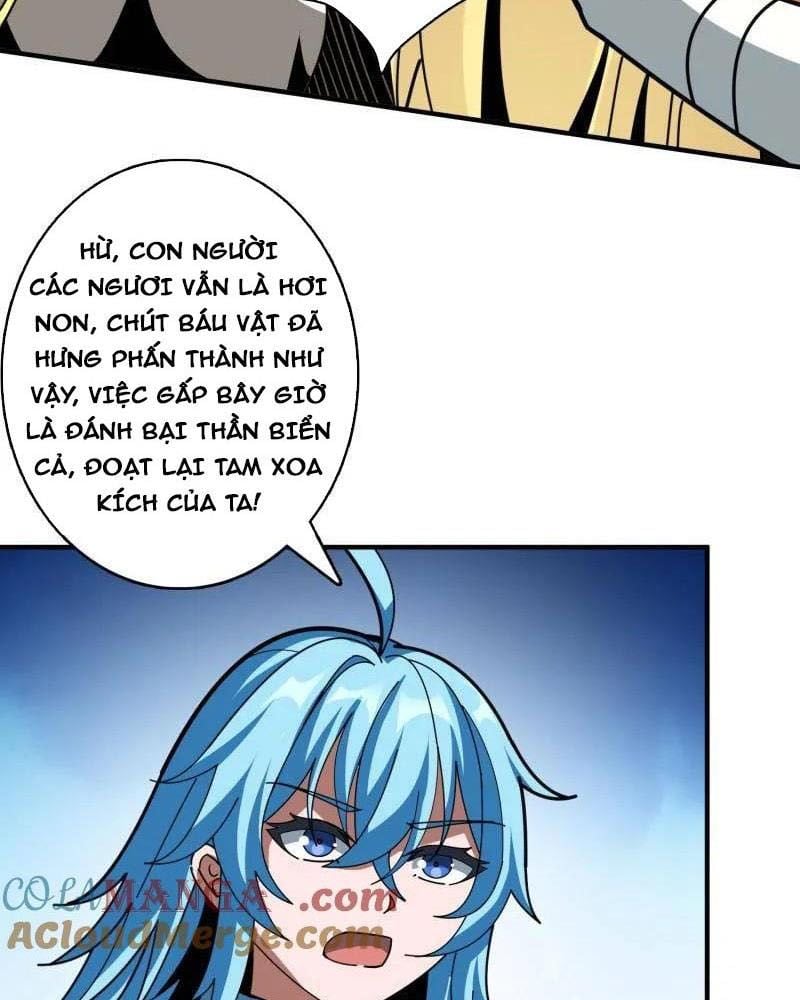 HỪ, CON NGƯỜI
CÁC NGƯƠI VẪN LÀ HƠI
NON, CHÚT BÁU VẬT ĐÃ
HƯNG PHẤN THÀNH NHƯ
VẬY, VIỆC GẤP BÂY GIỜ
LÀ ĐÁNH BẠI THẦN BIỂN
CẢ, ĐOẠT LẠI TAM XOA
KÍCH CỦA TA!
COLAMANGA.com
AcloudMerge.com